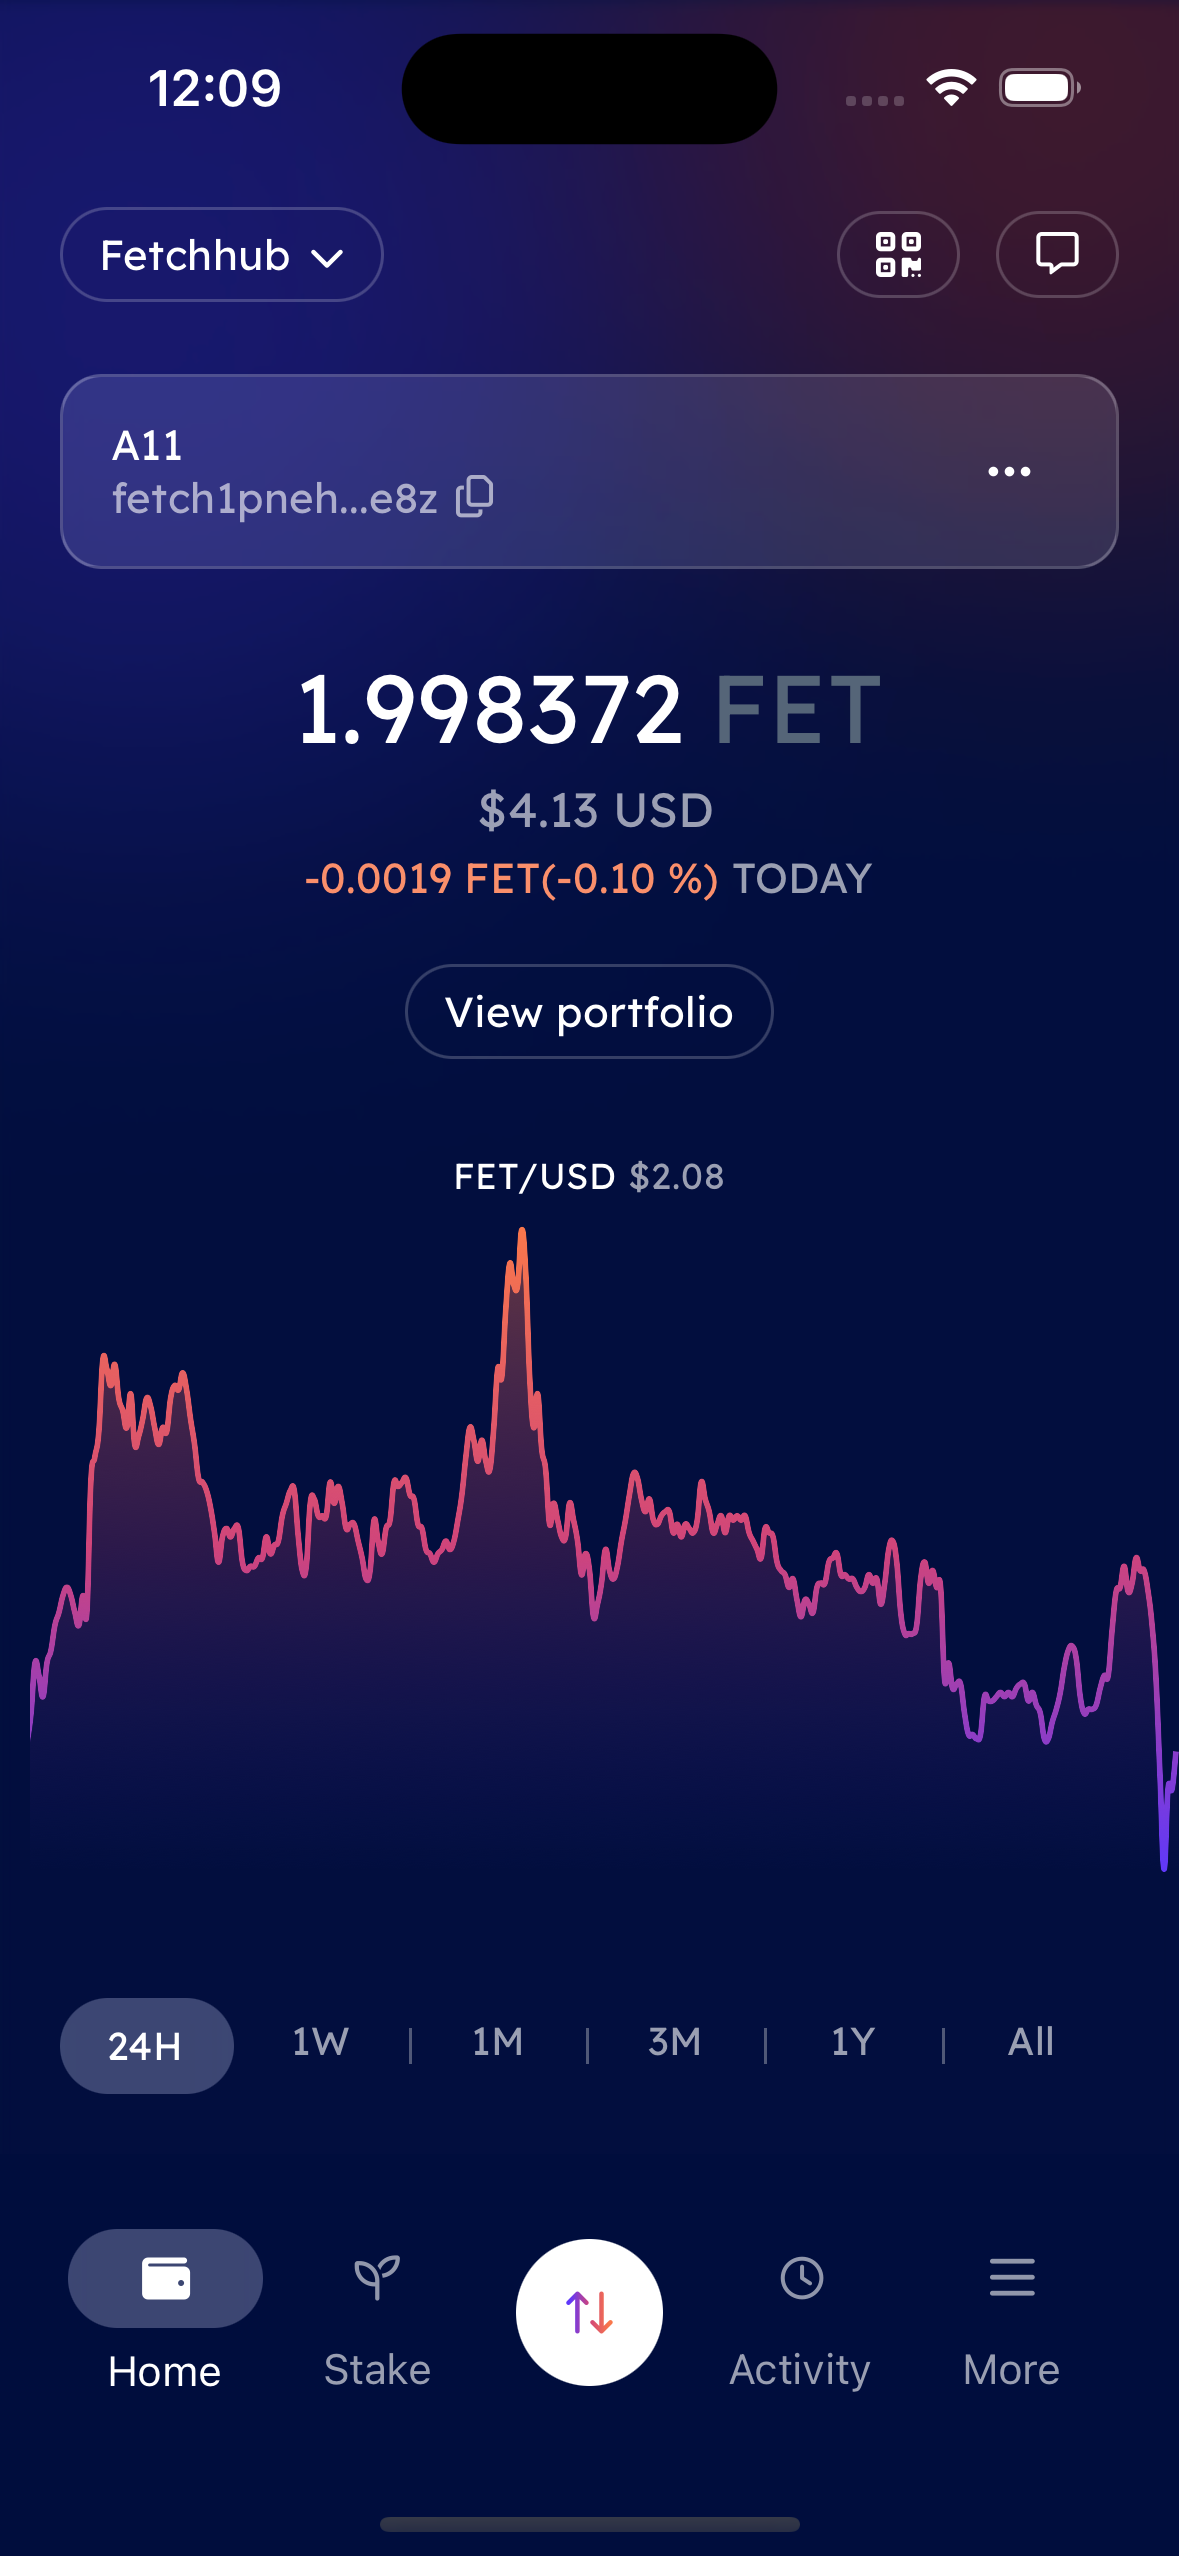 12:09
Fetchhub
A11
fetch1pneh...e8z
1.998372 FET
$4.13 USD
-0.0019 FET(-0.10 %) TODAY
View portfolio
FET/USD $2.08
24H 1W | 1M | 3M | 1Y | All
Home Stake Activity More